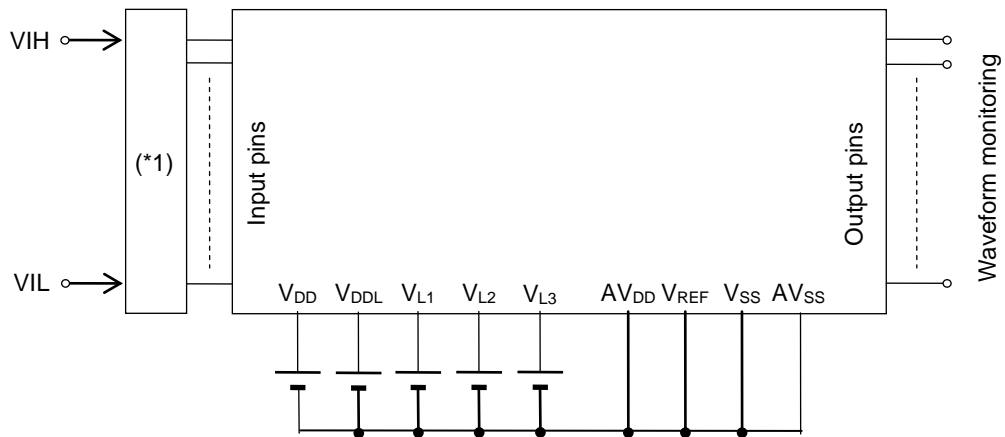 VIH
(*1)
VIL
Input pins
Output pins
Waveform monitoring
VDD VDDL VL1 VL2 VL3 AVDD VREF VSS AVSS